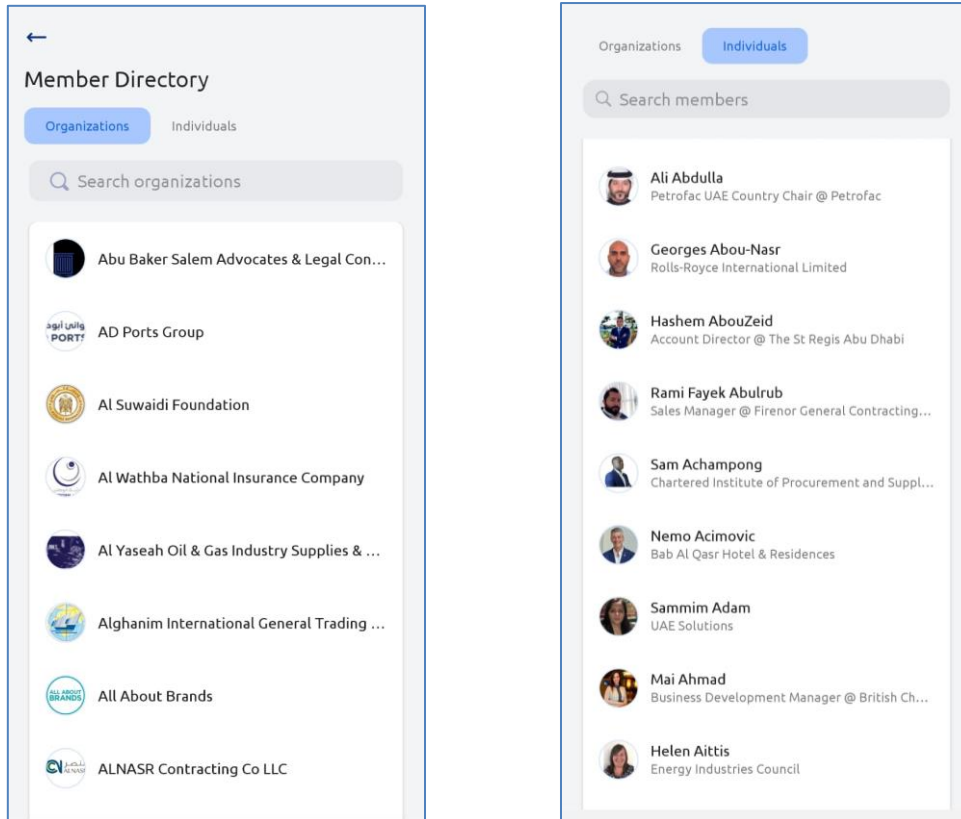 ←
Member Directory
Organizations Individuals
Search organizations
Abu Baker Salem Advocates & Legal Con...
PORTS
AD Ports Group
Al Suwaidi Foundation
Al Wathba National Insurance Company
Al Yaseah Oil & Gas Industry Supplies & ...
Alghanim International General Trading ...
ALL ABOUT
BRANDS
All About Brands
ALNASR Contracting Co LLC
Organizations Individuals
Search members
Ali Abdulla
Petrofac UAE Country Chair @ Petrofac
Georges Abou-Nasr
Rolls-Royce International Limited
Hashem AbouZeid
Account Director @ The St Regis Abu Dhabi
Rami Fayek Abulrub
Sales Manager @ Firenor General Contracting...
Sam Achampong
Chartered Institute of Procurement and Suppl...
Nemo Acimovic
Bab Al Qasr Hotel & Residences
Sammim Adam
UAE Solutions
Mai Ahmad
Business Development Manager @ British Ch...
Helen Aittis
Energy Industries Council